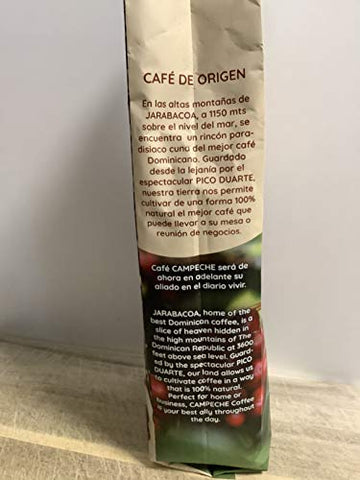 CAFÉ DE ORIGEN
En las altas montañas de
JARABACOA, a 1150 mts
sobre el nivel del mar, se
encuentra un rincón para-
disiaco cuna del mejor café
Dominicano. Guardado
desde la lejanía por el
espectacular PICO DUARTE,
nuestra tierra nos permite
cultivar de una forma 100%
natural el mejor café que
puede llevar a su mesa o
reunión de negocios.
Café CAMPECHE será de
ahora en adelante su
aliado en el diario vivir.
JARABACOA, home of the
best Dominican coffee, is a
slice of heaven hidden in
the high mountains of The
Dominican Republic at 3600
feet above sea level. Guard-
ed by the spectacular PICO
DUARTE, our land allows us
to cultivate coffee in a way
that is 100% natural.
Perfect for home or
business, CAMPECHE Coffee
is your best ally throughout
the day.